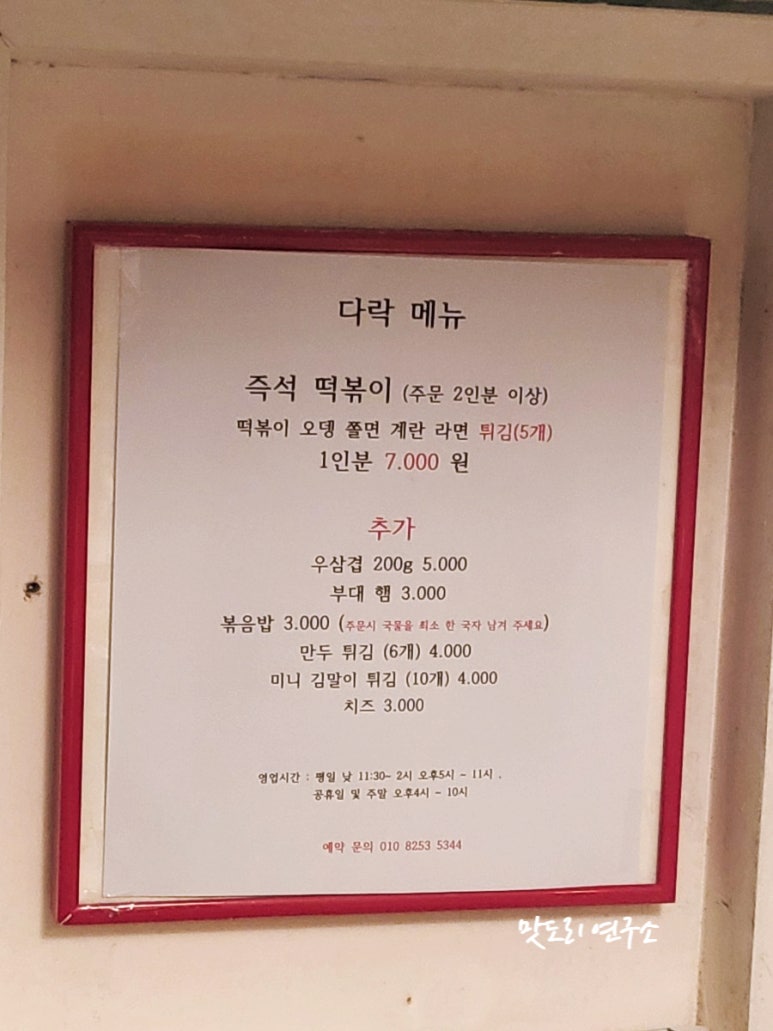 다락 메뉴
즉석 떡볶이 (주문 2인분 이상)
떡볶이 오뎅 쫄면 계란 라면 튀김(5개)
1인분 7.000 원
추가
우삼겹 200g 5.000
부대 햄 3.000
볶음밥 3.000 (주문시 국물을 최소 한 국자 남겨 주세요)
만두 튀김 (6개) 4.000
미니 김말이 튀김 (10개) 4.000
치즈 3.000
영업시간 : 평일 낮 11:30~ 2시 오후5시 - 11시 .
공휴일 및 주말 오후4시 - 10시
예약 문의 010 8253 5344
맛도리 연구소